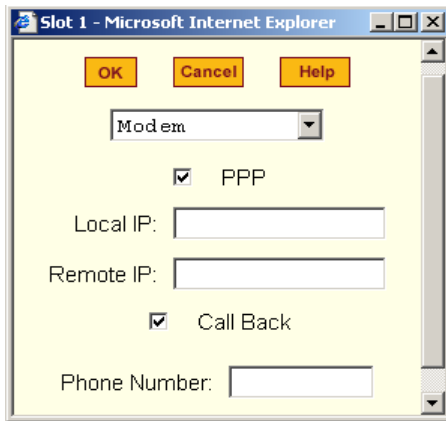 Slot 1 - Microsoft Internet Explorer
OK Cancel Help
Modem
PPP
Local IP:
Remote IP:
Call Back
Phone Number: